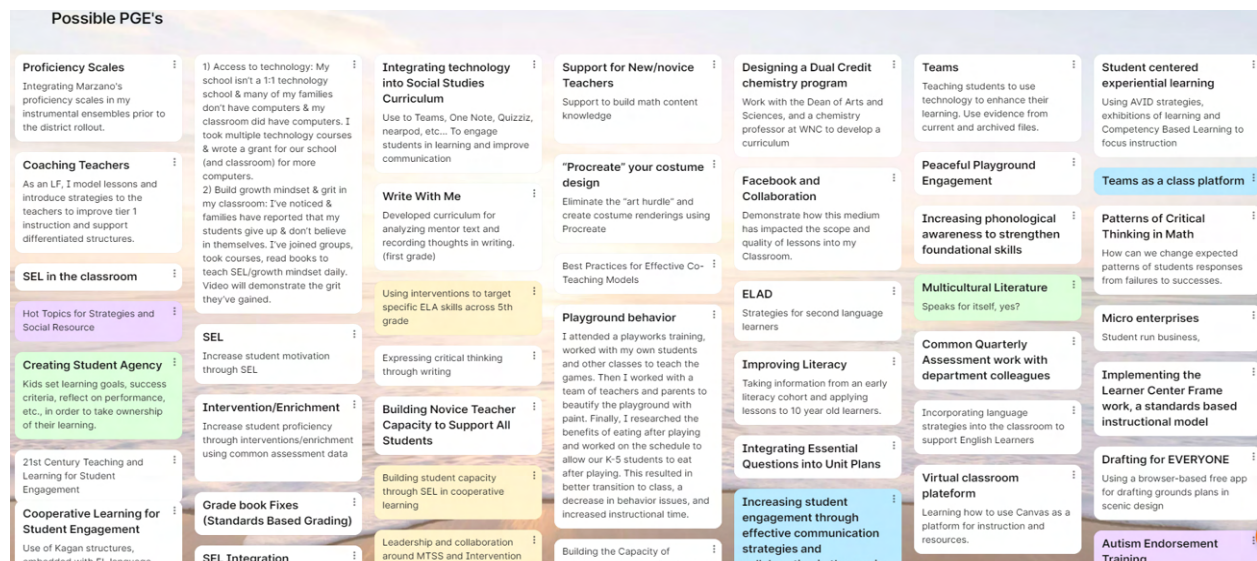 Possible PGE's
Proficiency Scales
Integrating Marzano's
proficiency scales in my
instrumental ensembles prior to
the district rollout.
Coaching Teachers
As an LF, I model lessons and
introduce strategies to the
teachers to improve tier 1
instruction and support
differentiated structures.
SEL in the classroom
Hot Topics for Strategies and
Social Resource
Creating Student Agency
Kids set learning goals, success
criteria, reflect on performance,
etc., in order to take ownership
of their learning.
21st Century Teaching and
Learning for Student
Engagement
Cooperative Learning for
Student Engagement
Use of Kagan structures,
embedded with EL language
1) Access to technology: My
school isn't a 1:1 technology
school & many of my families
don't have computers & my
classroom did have computers. I
took multiple technology courses
& wrote a grant for our school
(and classroom) for more
computers.
2) Build growth mindset & grit in
my classroom: I've noticed &
families have reported that my
students give up & don't believe
in themselves. I've joined groups,
took courses, read books to
teach SEL/growth mindset daily.
Video will demonstrate the grit
they've gained.
SEL
Increase student motivation
through SEL
Intervention/Enrichment
Increase student proficiency
through interventions/enrichment
using common assessment data
Grade book Fixes
(Standards Based Grading)
SEL Integration
Integrating technology
into Social Studies
Curriculum
Use to Teams, One Note, Quizziz,
nearpod, etc... To engage
students in learning and improve
communication
Write With Me
Developed curriculum for
analyzing mentor text and
recording thoughts in writing.
(first grade)
Using interventions to target
specific ELA skills across 5th
grade
Expressing critical thinking
through writing
Building Novice Teacher
Capacity to Support All
Students
Building student capacity
through SEL in cooperative
learning
Leadership and collaboration
around MTSS and Intervention
Support for New/novice
Teachers
Support to build math content
knowledge
"Procreate" your costume
design
Eliminate the "art hurdle" and
create costume renderings using
Procreate
Best Practices for Effective Co-
Teaching Models
Playground behavior
I attended a playworks training,
worked with my own students
and other classes to teach the
games. Then I worked with a
team of teachers and parents to
beautify the playground with
paint. Finally, I researched the
benefits of eating after playing
and worked on the schedule to
allow our K-5 students to eat
after playing. This resulted in
better transition to class, a
decrease in behavior issues, and
increased instructional time.
Building the Capacity of
Designing a Dual Credit
chemistry program
Work with the Dean of Arts and
Sciences, and a chemistry
professor at WNC to develop a
curriculum
Facebook and
Collaboration
Demonstrate how this medium
has impacted the scope and
quality of lessons into my
Classroom.
ELAD
Strategies for second language
learners
Improving Literacy
Taking information from an early
literacy cohort and applying
lessons to 10 year old learners.
Integrating Essential
Questions into Unit Plans
Increasing student
engagement through
effective communication
strategies and
Teams
Teaching students to use
technology to enhance their
learning. Use evidence from
current and archived files.
Peaceful Playground
Engagement
Increasing phonological
awareness to strengthen
foundational skills
Multicultural Literature
Speaks for itself, yes?
Common Quarterly
Assessment work with
department colleagues
Incorporating language
strategies into the classroom to
support English Learners
Virtual classroom
plateform
Learning how to use Canvas as a
platform for instruction and
resources.
Student centered
experiential learning
Using AVID strategies,
exhibitions of learning and
Competency Based Learning to
focus instruction
Teams as a class platform
Patterns of Critical
Thinking in Math
How can we change expected
patterns of students responses
from failures to successes.
Micro enterprises
Student run business,
Implementing the
Learner Center Frame
work, a standards based
instructional model
Drafting for EVERYONE
Using a browser-based free app
for drafting grounds plans in
scenic design
Autism Endorsement
Training